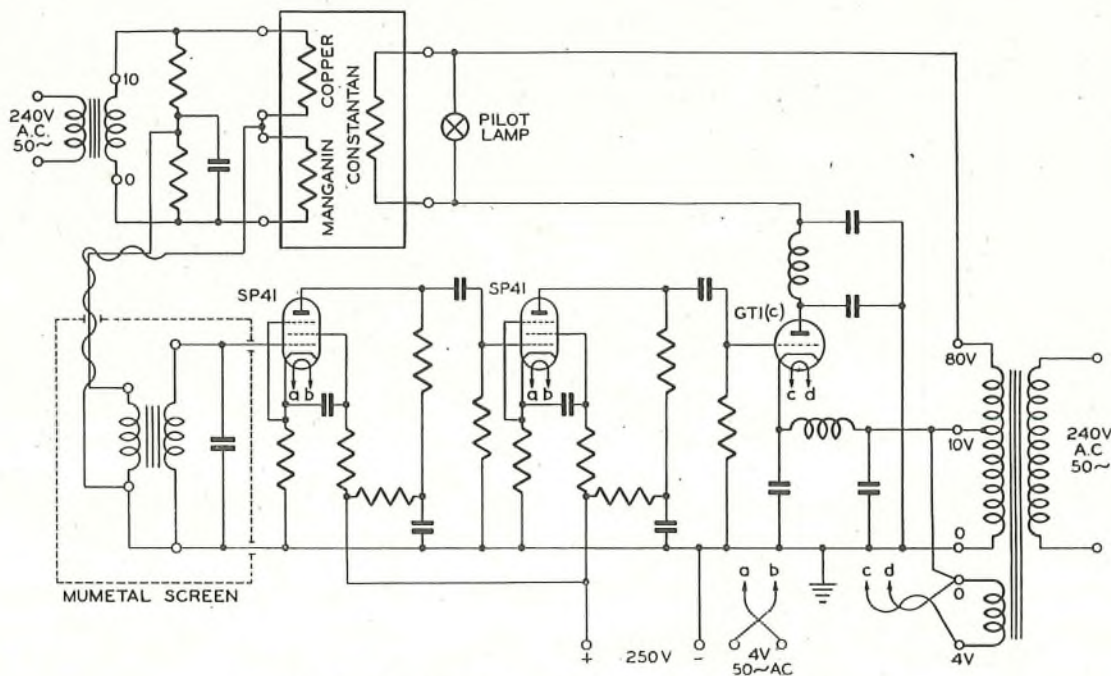 10
240V
A.C.
50~
0
COPPER
MANGANIN
CONSTANTAN
PILOT
LAMP
SP41
a b
SP41
a b
GT1(c)
c d
80V
10V
240V
A.C
50~
0
MUMETAL SCREEN
a b
c d
0
+ 250V -
4V
50~AC
4V